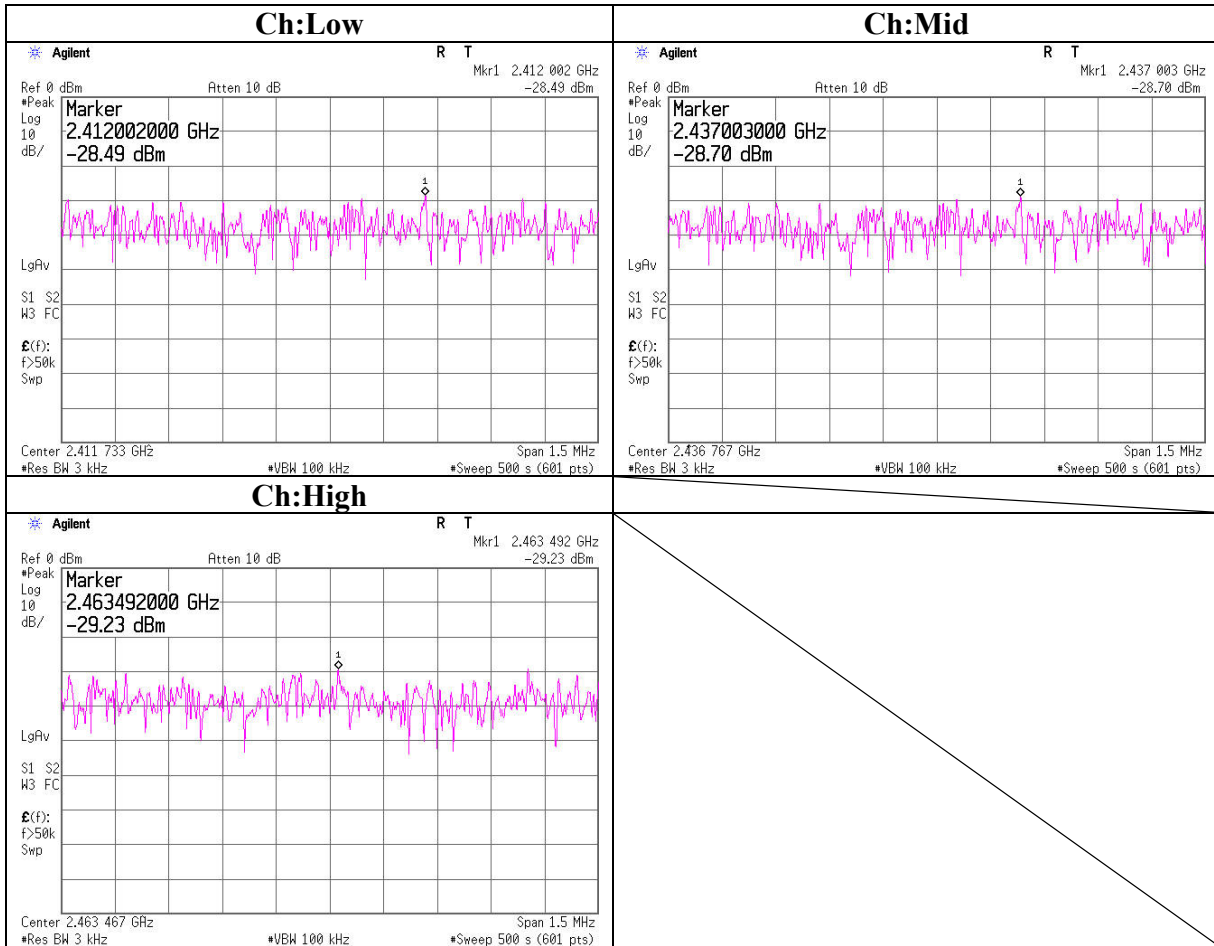 Ch:Low
Agilent
R T
Mkr1 2.412 002 GHz
Ref 0 dBm Atten 10 dB -28.49 dBm
#Peak
Log
10
dB/
Marker
2.412002000 GHz
-28.49 dBm
1
LgAv
S1 S2
W3 FC
£(f):
f>50k
Swp
Center 2.411 733 GHz Span 1.5 MHz
#Res BW 3 kHz #VBW 100 kHz #Sweep 500 s (601 pts)
Ch:Mid
Agilent
R T
Mkr1 2.437 003 GHz
Ref 0 dBm Atten 10 dB -28.70 dBm
#Peak
Log
10
dB/
Marker
2.437003000 GHz
-28.70 dBm
1
LgAv
S1 S2
W3 FC
£(f):
f>50k
Swp
Center 2.436 767 GHz Span 1.5 MHz
#Res BW 3 kHz #VBW 100 kHz #Sweep 500 s (601 pts)
Ch:High
Agilent
R T
Mkr1 2.463 492 GHz
Ref 0 dBm Atten 10 dB -29.23 dBm
#Peak
Log
10
dB/
Marker
2.463492000 GHz
-29.23 dBm
1
LgAv
S1 S2
W3 FC
£(f):
f>50k
Swp
Center 2.463 467 GHz Span 1.5 MHz
#Res BW 3 kHz #VBW 100 kHz #Sweep 500 s (601 pts)